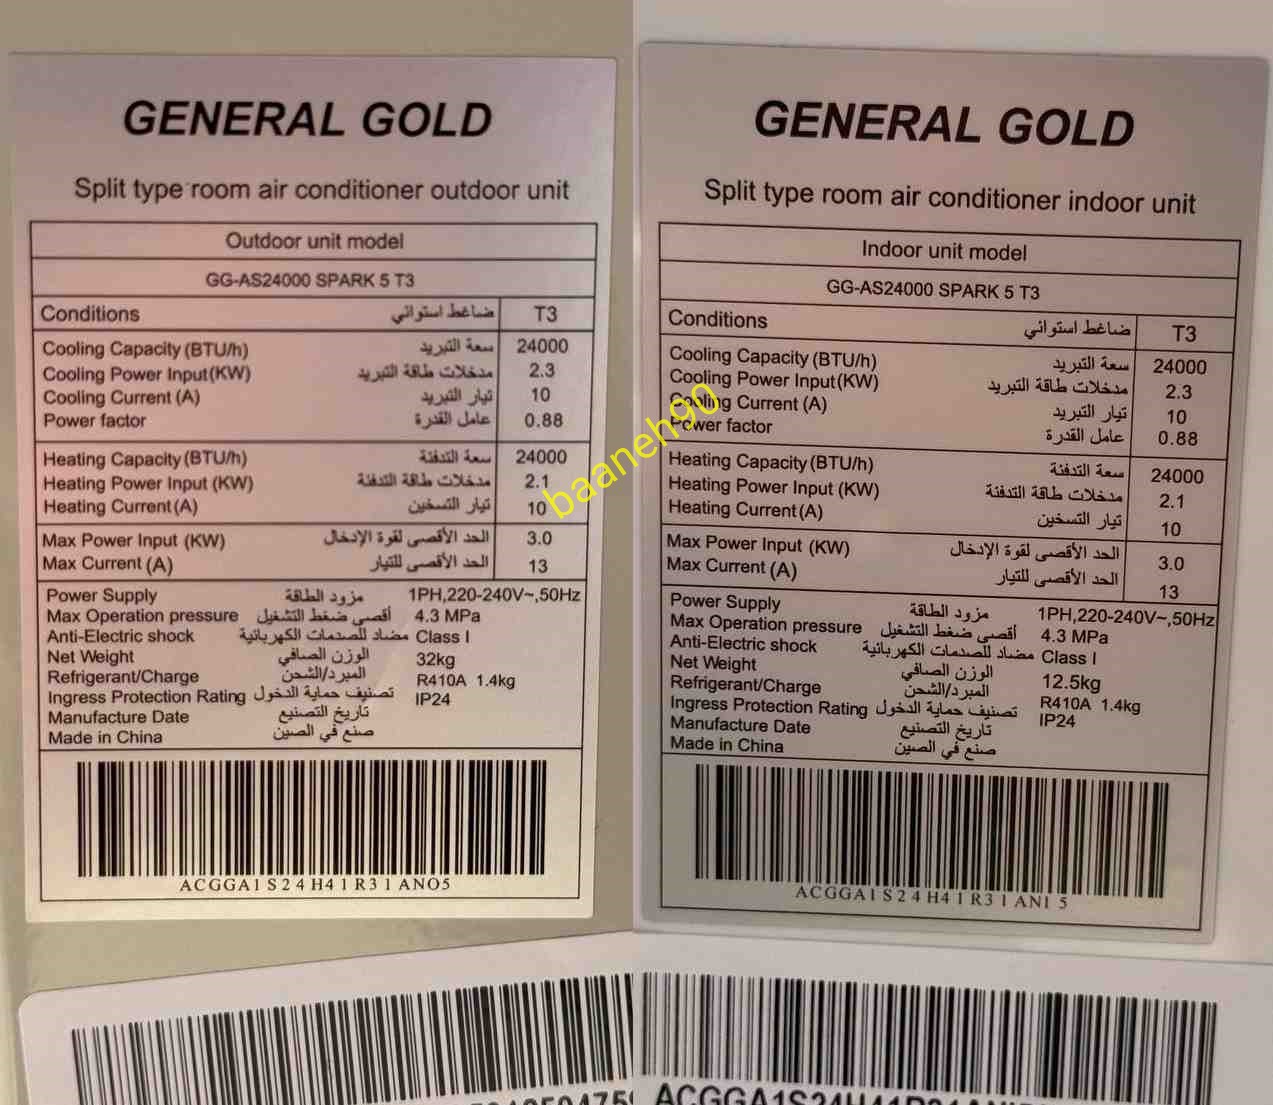 GENERAL GOLD
Split type room air conditioner outdoor unit
Outdoor unit model
GG-AS24000 SPARK 5 T3
Conditions ضاغط استوائي T3
Cooling Capacity (BTU/h) سعة التبريد 24000
Cooling Power Input(KW) مدخلات طاقة التبريد 2.3
Cooling Current (A) تيار التبريد 10
Power factor عامل القدرة 0.88
Heating Capacity (BTU/h) سعة التدفئة 24000
Heating Power Input (KW) مدخلات طاقة التدفئة 2.1
Heating Current(A) تيار التسخين 10
Max Power Input (KW) الحد الأقصى لقوة الإدخال 3.0
Max Current (A) الحد الأقصى للتيار 13
Power Supply مزود الطاقة 1PH,220-240V~,50Hz
Max Operation pressure أقصى ضغط التشغيل 4.3 MPa
Anti-Electric shock مضاد للصدمات الكهربائية Class I
Net Weight الوزن الصافي 32kg
Refrigerant/Charge المبرد/الشحن R410A 1.4kg
Ingress Protection Rating تصنيف حماية الدخول IP24
Manufacture Date تاريخ التصنيع
Made in China صنع في الصين
ACGGA1S24H41R31ANO5
GENERAL GOLD
Split type room air conditioner indoor unit
Indoor unit model
GG-AS24000 SPARK 5 T3
Conditions ضاغط استوائي T3
Cooling Capacity (BTU/h) سعة التبريد 24000
Cooling Power Input(KW) مدخلات طاقة التبريد 2.3
Cooling Current (A) تيار التبريد 10
Power factor عامل القدرة 0.88
Heating Capacity (BTU/h) سعة التدفئة 24000
Heating Power Input (KW) مدخلات طاقة التدفئة 2.1
Heating Current(A) تيار التسخين 10
Max Power Input (KW) الحد الأقصى لقوة الإدخال 3.0
Max Current (A) الحد الأقصى للتيار 13
Power Supply مزود الطاقة 1PH,220-240V~,50Hz
Max Operation pressure أقصى ضغط التشغيل 4.3 MPa
Anti-Electric shock مضاد للصدمات الكهربائية Class I
Net Weight الوزن الصافي 12.5kg
Refrigerant/Charge المبرد/الشحن R410A 1.4kg
Ingress Protection Rating تصنيف حماية الدخول IP24
Manufacture Date تاريخ التصنيع
Made in China صنع في الصين
ACGGA1S24H41R31ANI5
baaneh90